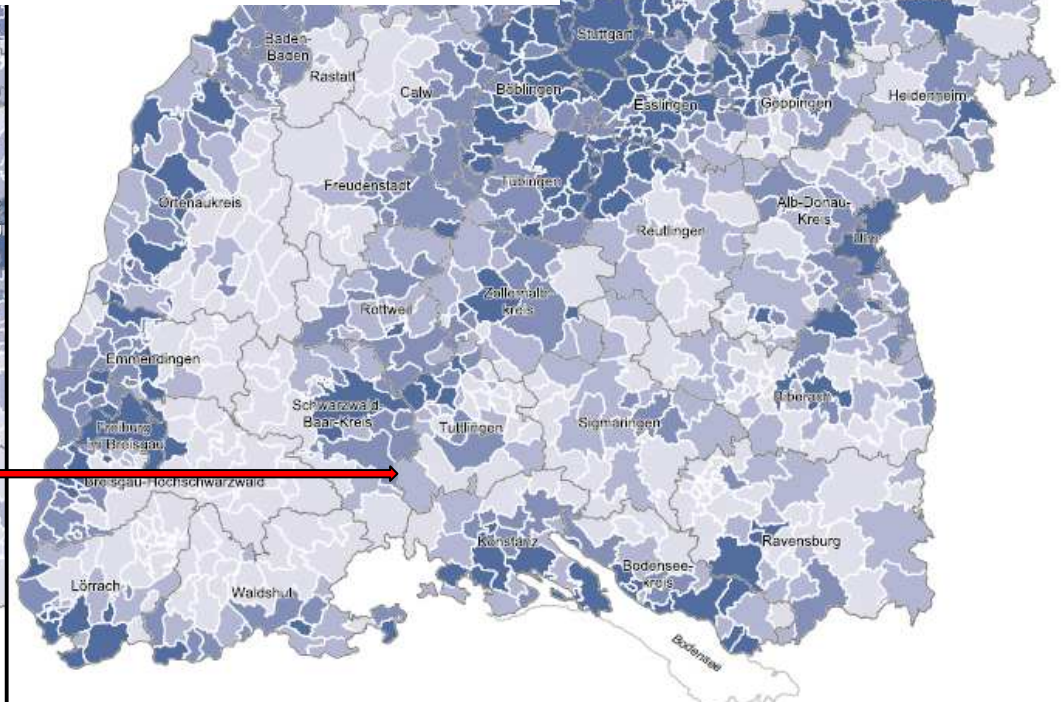 Stuttgart
Baden-
Baden
Rastatt
Calw
Böblingen
Esslingen
Göppingen
Heidenheim
Freudenstadt
Tübingen
Ortenaukreis
Reutlingen
Alb-Donau-
Kreis
Ulm
Rottweil
Zollernalb-
kreis
Emmendingen
Schwarzwald-
Baar-Kreis
Tuttlingen
Sigmaringen
Biberach
Freiburg
im Breisgau
Breisgau-Hochschwarzwald
Konstanz
Ravensburg
Bodensee-
kreis
Lörrach
Waldshut
Bodensee